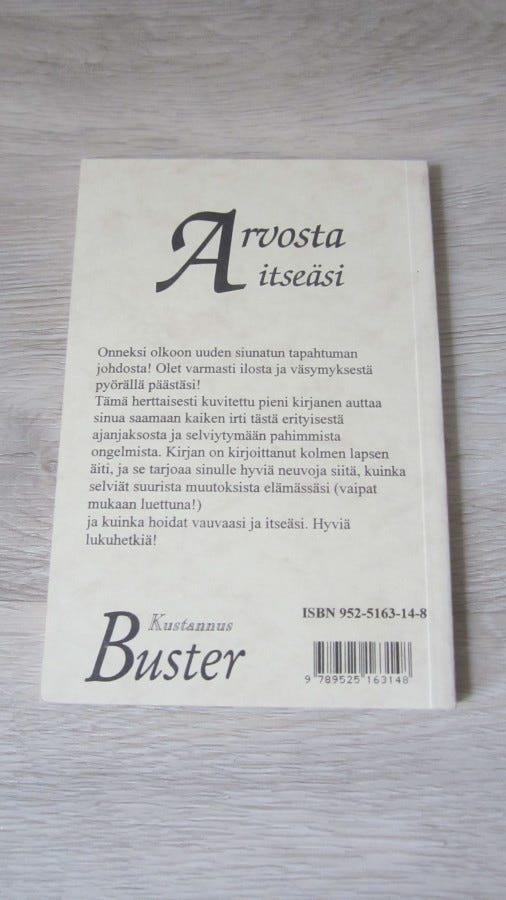 Arvosta
itseäsi
Onneksi olkoon uuden siunatun tapahtuman
johdosta! Olet varmasti ilosta ja väsymyksestä
pyörällä päästäsi!
Tämä herttaisesti kuvitettu pieni kirjanen auttaa
sinua saamaan kaiken irti tästä erityisestä
ajanjaksosta ja selviytymään pahimmista
ongelmista. Kirjan on kirjoittanut kolmen lapsen
äiti, ja se tarjoaa sinulle hyviä neuvoja siitä, kuinka
selviät suurista muutoksista elämässäsi (vaipat
mukaan luettuna!)
ja kuinka hoidat vauvaasi ja itseäsi. Hyviä
lukuhetkiä!
Kustannus
Buster
ISBN 952-5163-14-8
9 789525 163148